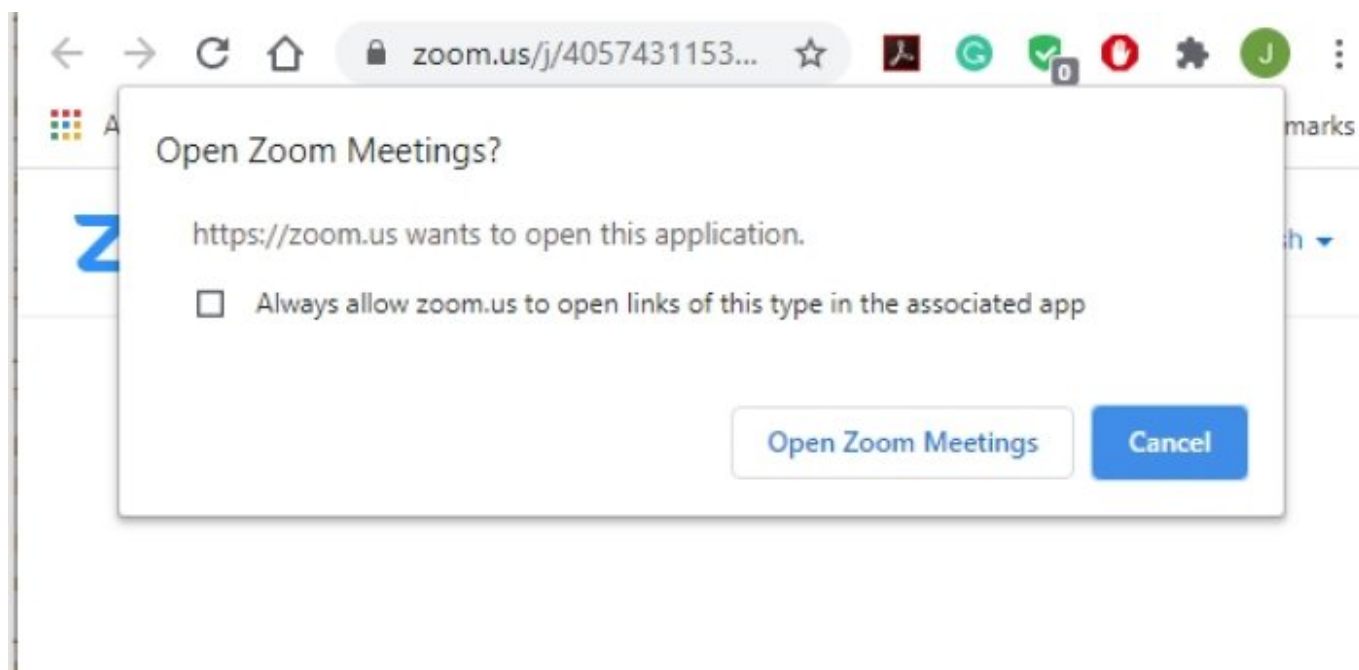 zoom.us/j/4057431153...
0
J
A
marks
Open Zoom Meetings?
z
https://zoom.us wants to open this application.
sh
Always allow zoom.us to open links of this type in the associated app
Open Zoom Meetings
Cancel